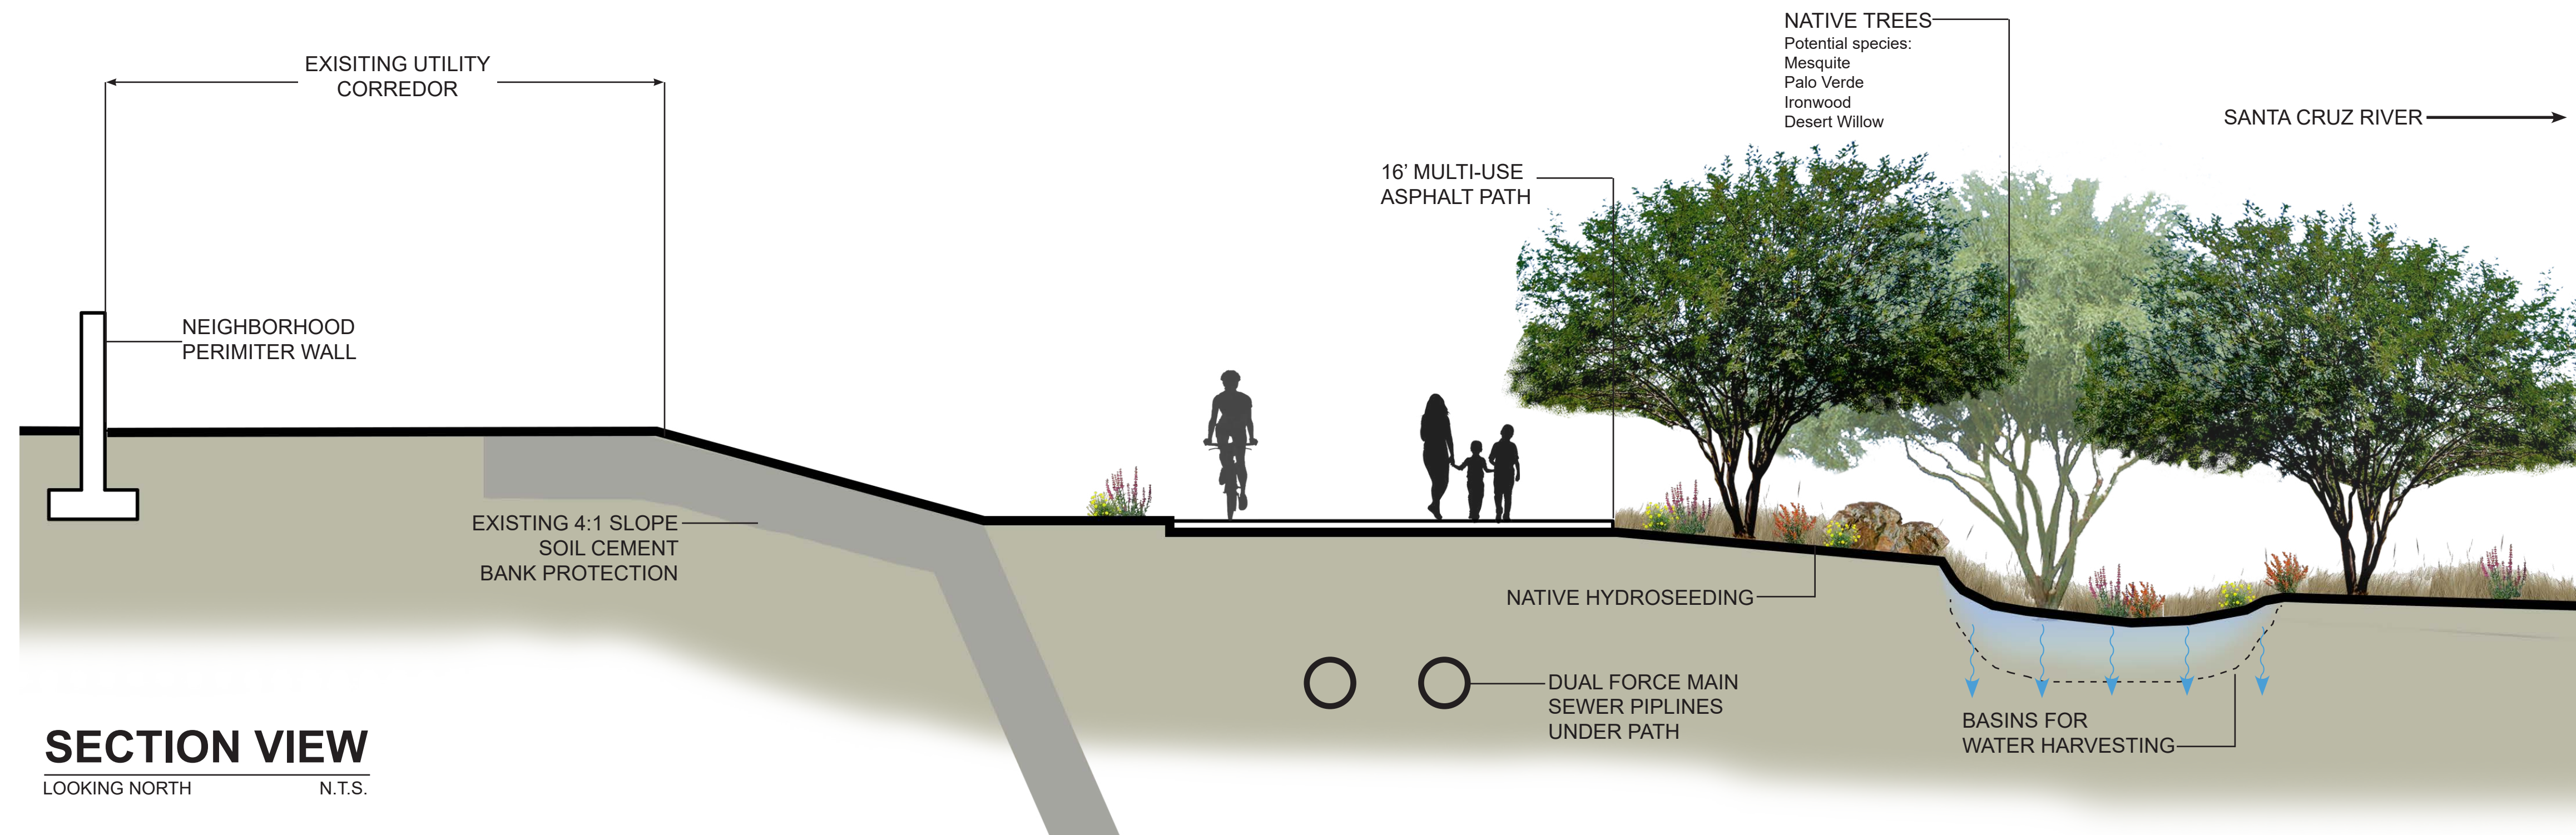 EXISITING UTILITY
CORREDOR
NEIGHBORHOOD
PERIMITER WALL
EXISTING 4:1 SLOPE
SOIL CEMENT
BANK PROTECTION
16’ MULTI-USE
ASPHALT PATH
NATIVE TREES
Potential species:
Mesquite
Palo Verde
Ironwood
Desert Willow
SANTA CRUZ RIVER
NATIVE HYDROSEEDING
DUAL FORCE MAIN
SEWER PIPLINES
UNDER PATH
BASINS FOR
WATER HARVESTING
SECTION VIEW
LOOKING NORTH N.T.S.